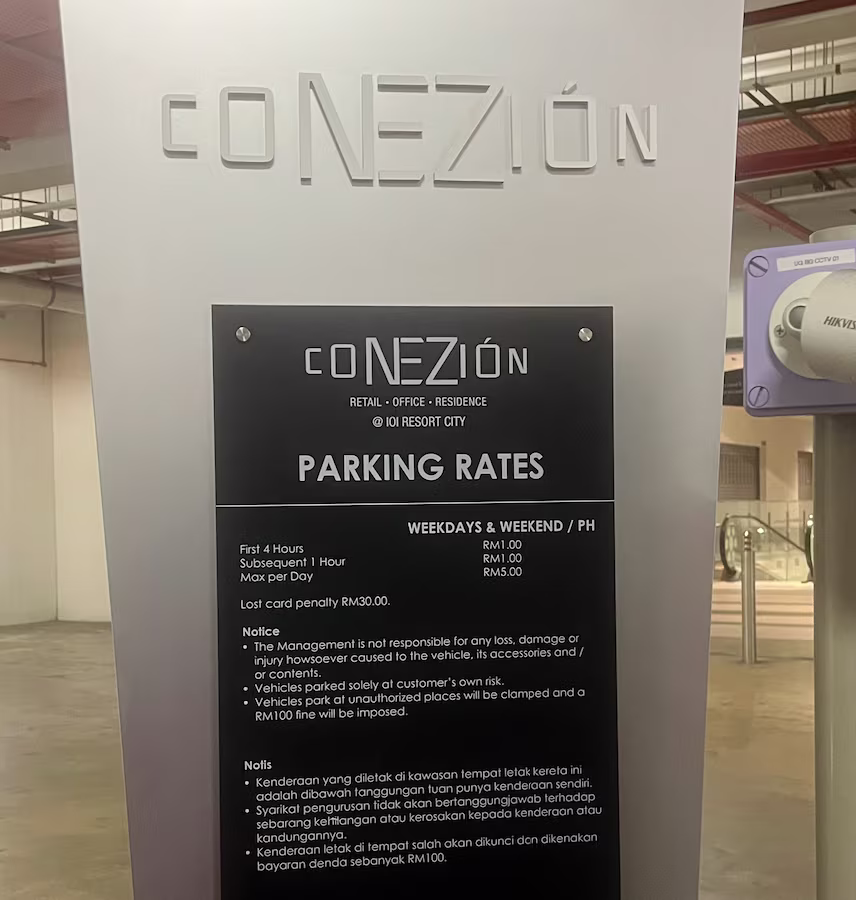 CONEZIÓN
CONEZIÓN
RETAIL • OFFICE • RESIDENCE
@ IOI RESORT CITY
PARKING RATES
WEEKDAYS & WEEKEND / PH
First 4 Hours RM1.00
Subsequent 1 Hour RM1.00
Max per Day RM5.00
Lost card penalty RM30.00.
Notice
• The Management is not responsible for any loss, damage or
injury howsoever caused to the vehicle, its accessories and /
or contents.
• Vehicles parked solely at customer's own risk.
• Vehicles park at unauthorized places will be clamped and a
RM100 fine will be imposed.
Notis
• Kenderaan yang diletak di kawasan tempat letak kereta ini
adalah dibawah tanggungan tuan punya kenderaan sendiri.
• Syarikat pengurusan tidak akan bertanggungjawab terhadap
sebarang kehilangan atau kerosakan kepada kenderaan atau
kandungannya.
• Kenderaan letak di tempat salah akan dikunci dan dikenakan
bayaran denda sebanyak RM100.
HIKVIS